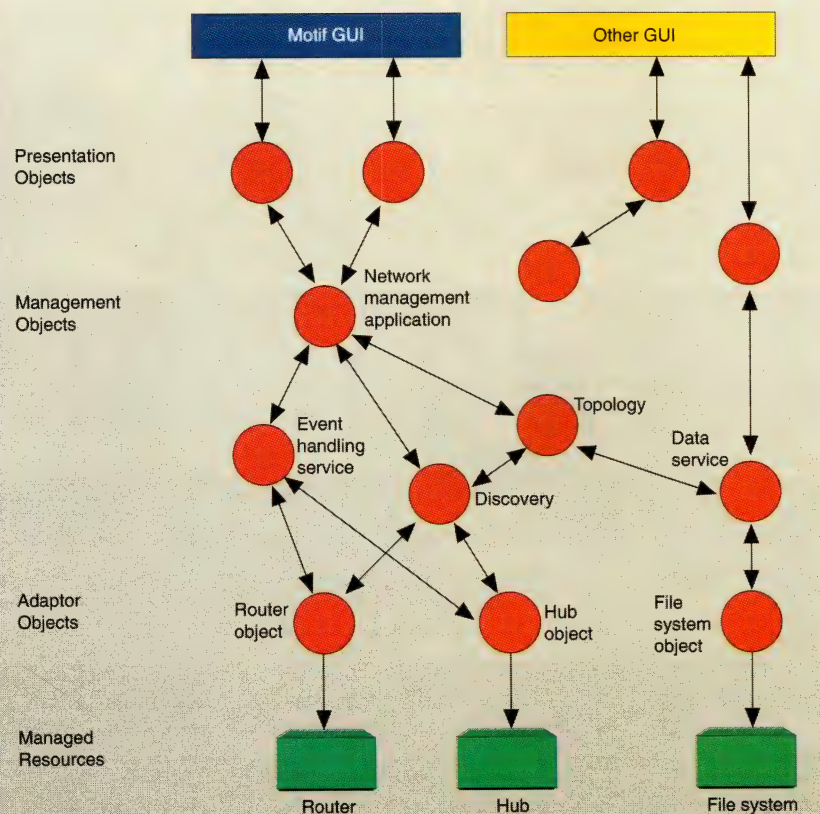 Motif GUI
Other GUI
Presentation
Objects
Management
Objects
Network
management
application
Event
handling
service
Topology
Data
service
Discovery
Adaptor
Objects
Router
object
Hub
object
File
system
object
Managed
Resources
Router
Hub
File system